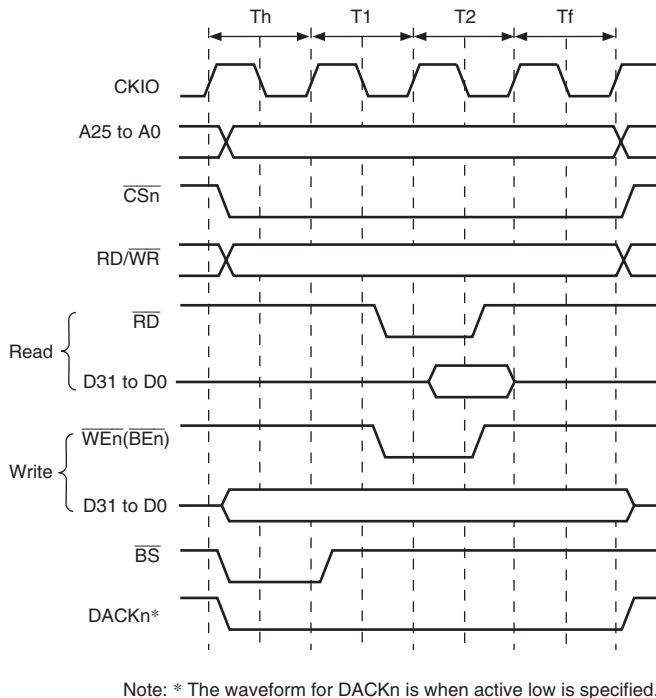 Th T1 T2 Tf
CKIO
A25 to A0
CSn
RD/WR
Read
RD
D31 to D0
Write
WEn(BEn)
D31 to D0
BS
DACKn*
Note: * The waveform for DACKn is when active low is specified.